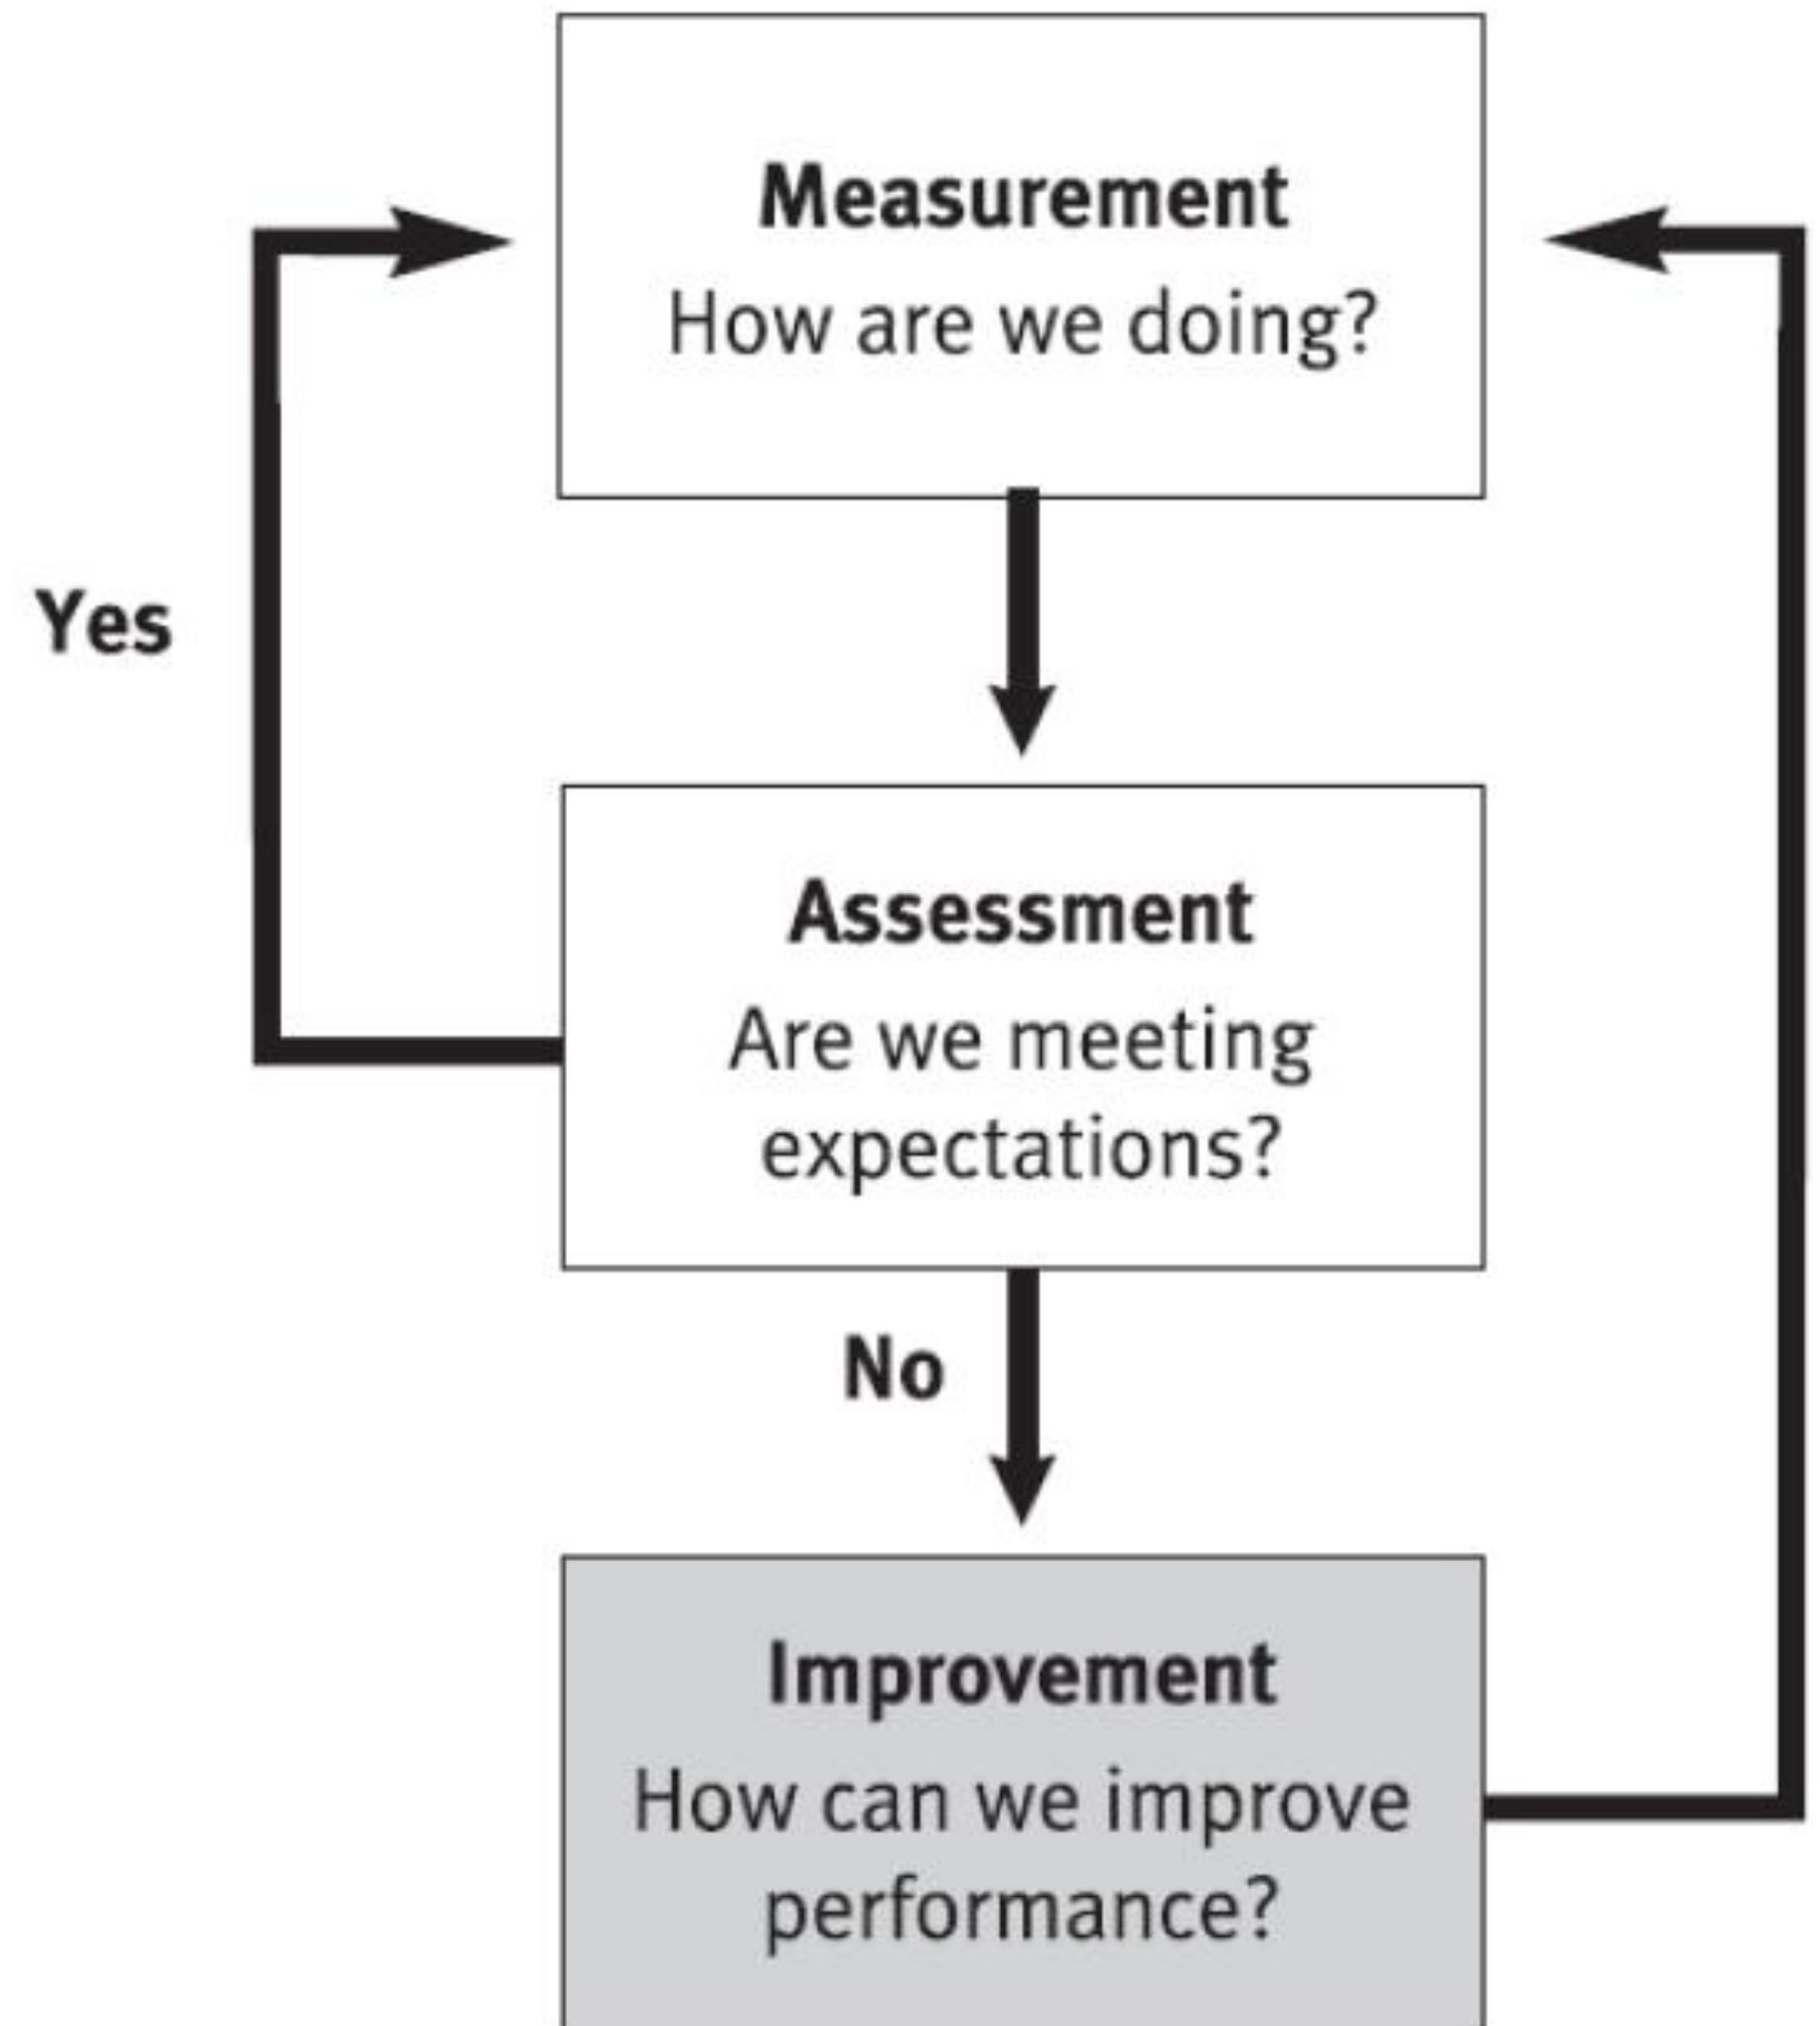 Measurement
How are we doing?
Yes
Assessment
Are we meeting
expectations?
No
Improvement
How can we improve
performance?